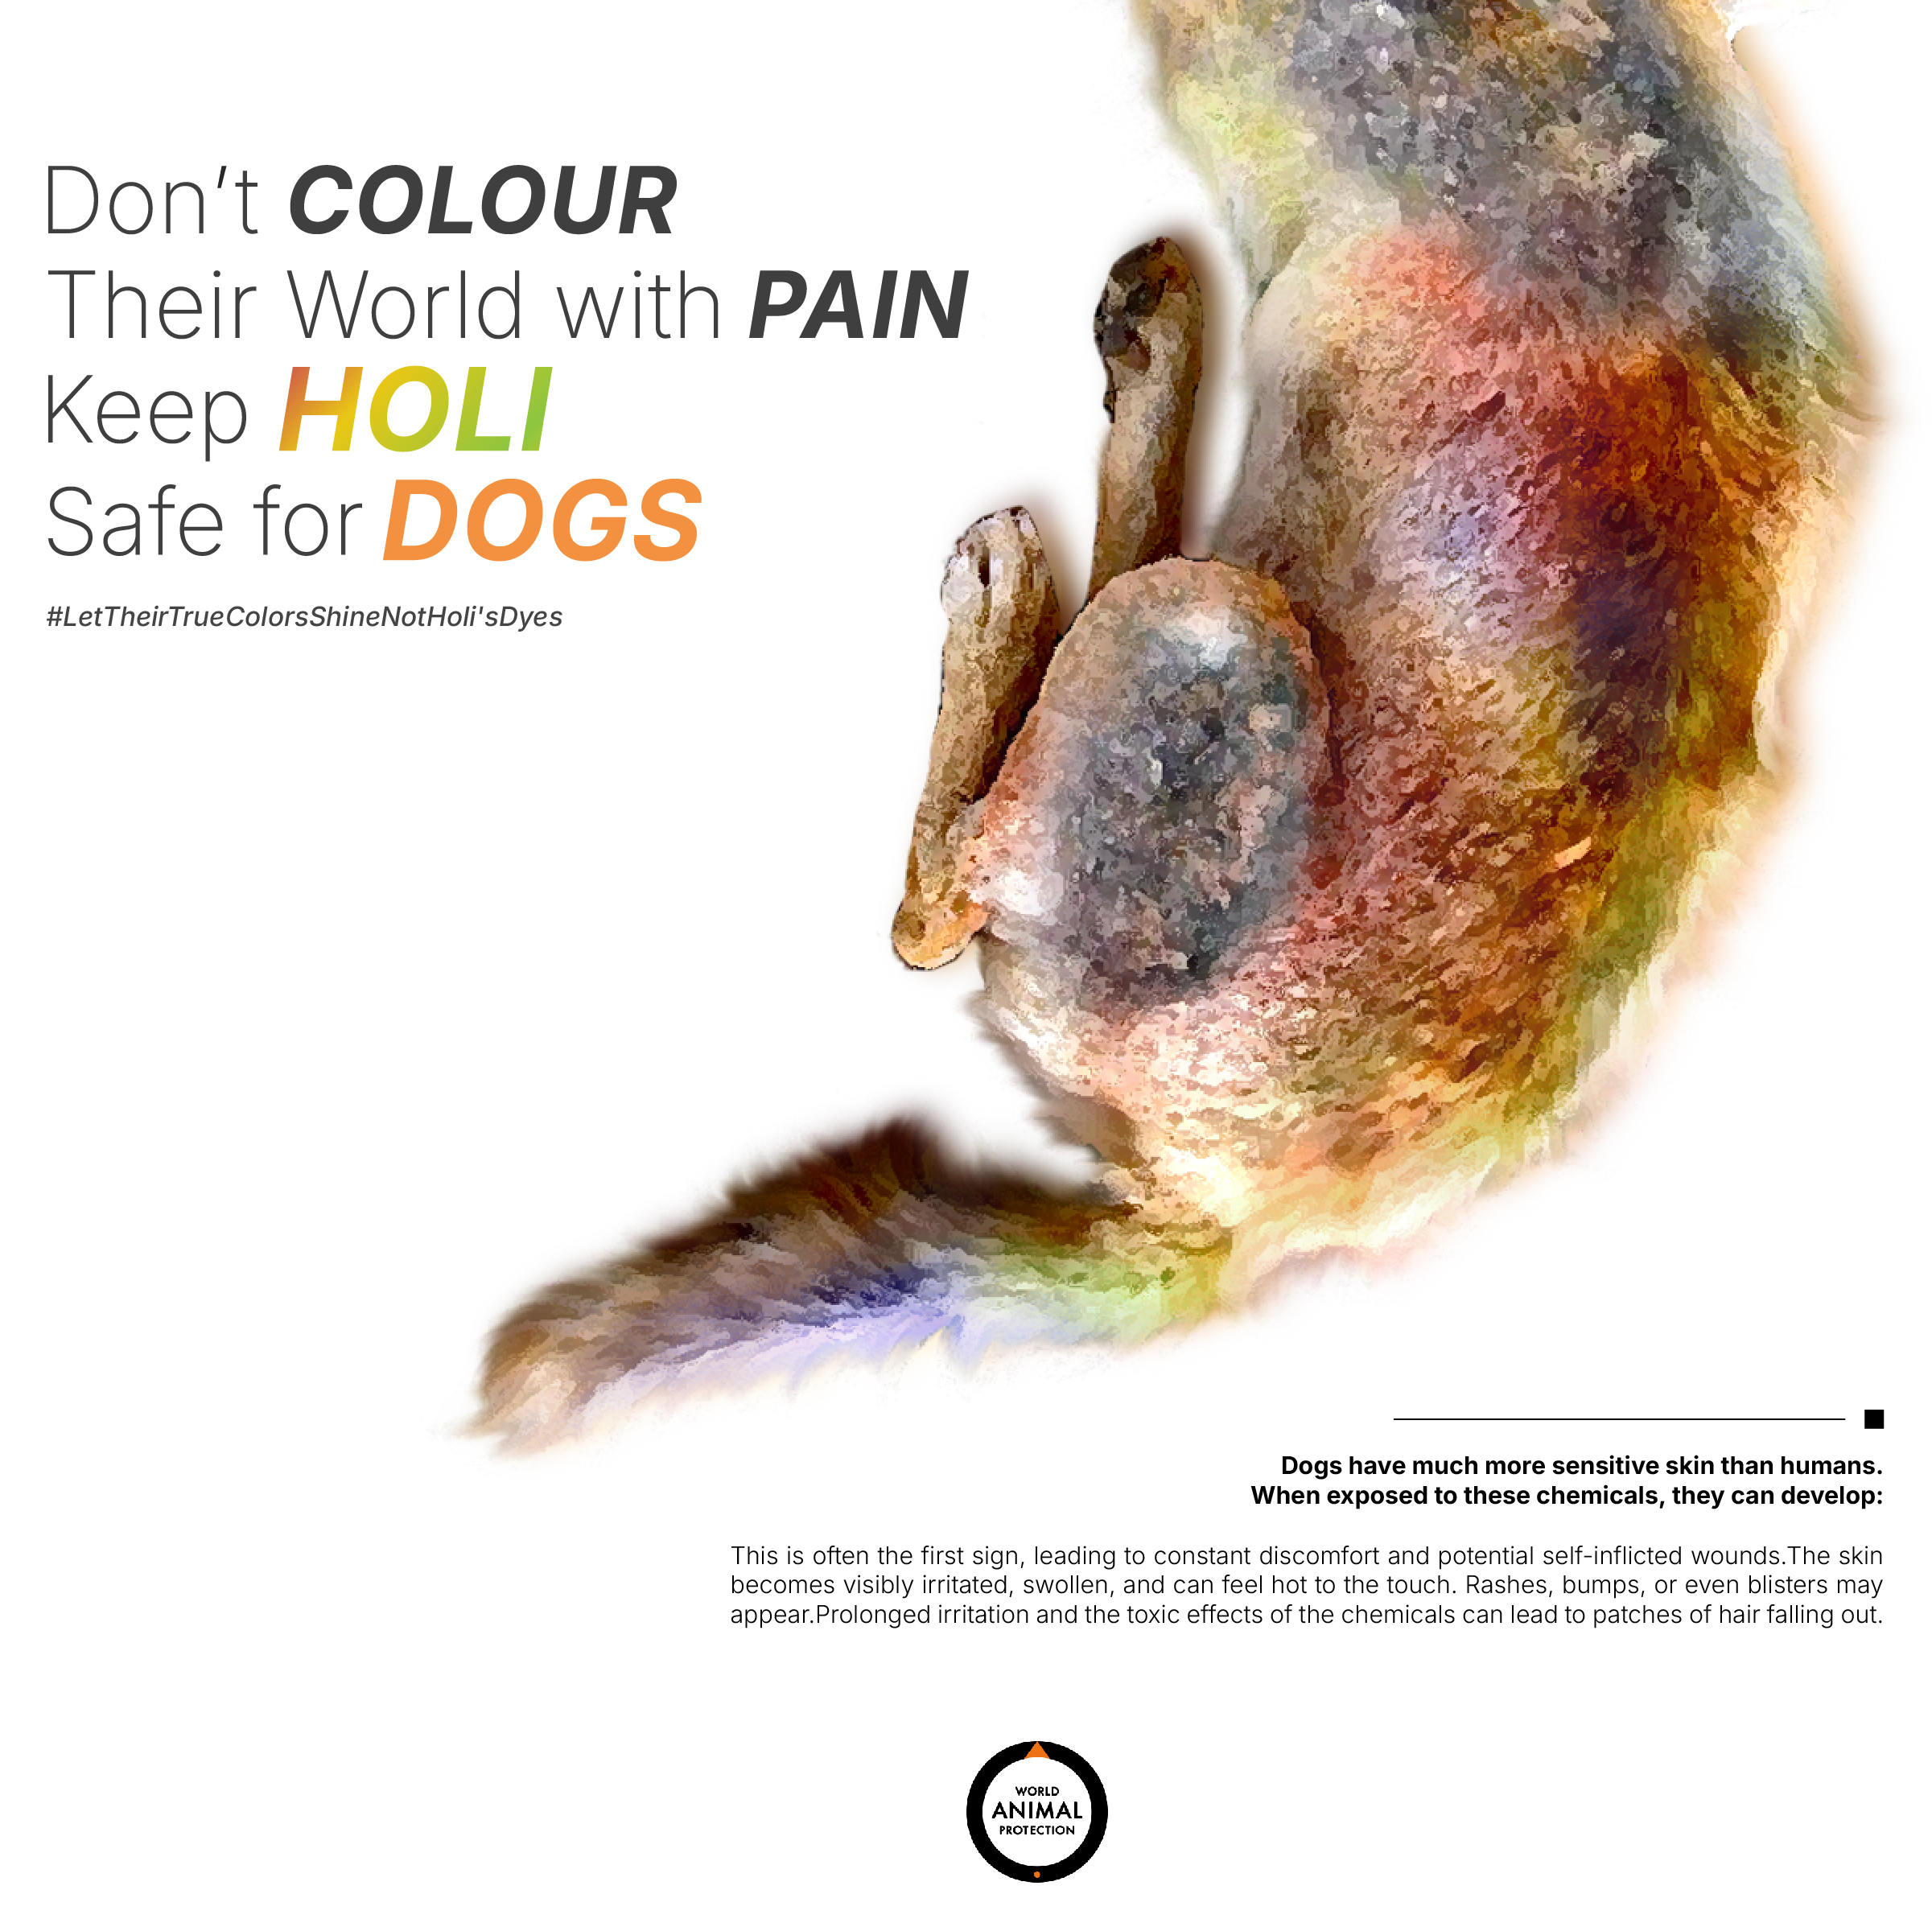 Don't COLOUR
Their World with PAIN
Keep HOLI
Safe for DOGS
#LetTheirTrueColorsShineNotHoli'sDyes
Dogs have much more sensitive skin than humans.
When exposed to these chemicals, they can develop:
This is often the first sign, leading to constant discomfort and potential self-inflicted wounds.The skin
becomes visibly irritated, swollen, and can feel hot to the touch. Rashes, bumps, or even blisters may
appear.Prolonged irritation and the toxic effects of the chemicals can lead to patches of hair falling out.
WORLD
ANIMAL
PROTECTION